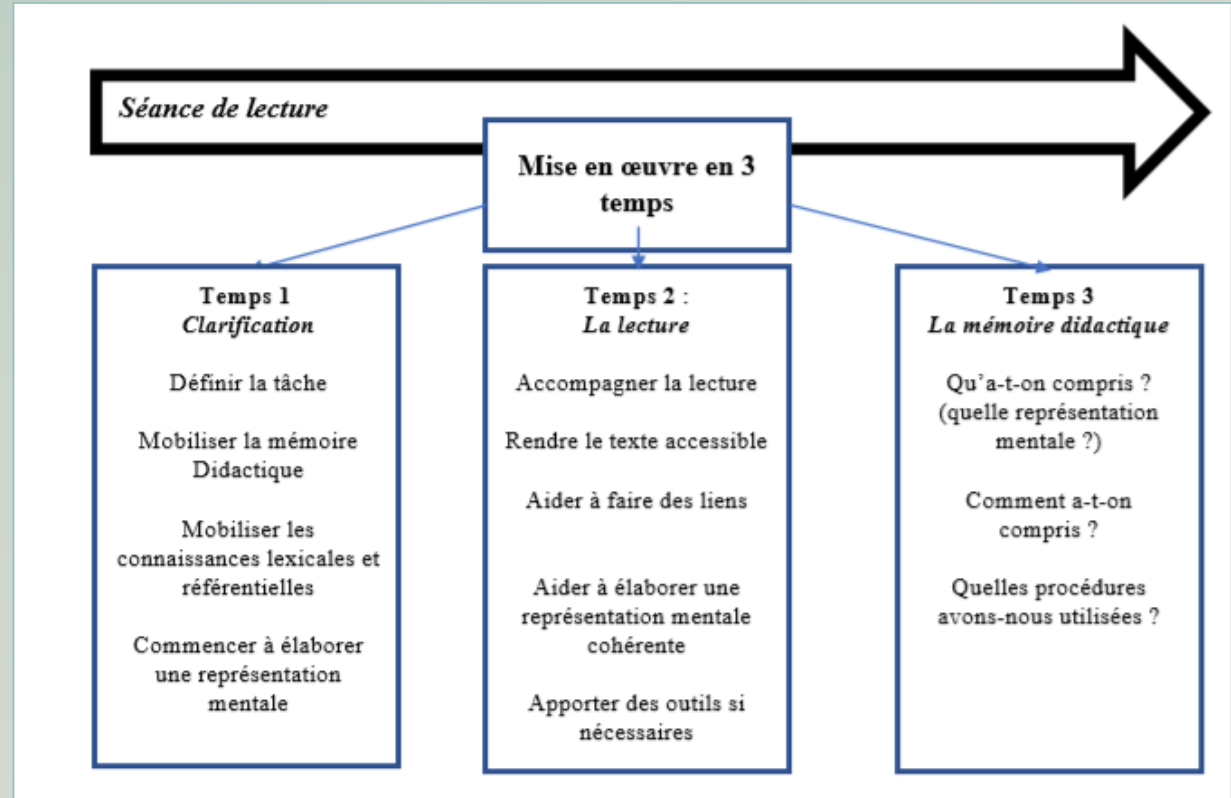 Séance de lecture
Mise en œuvre en 3
temps
Temps 1
Clarification
Définir la tâche
Mobiliser la mémoire
Didactique
Mobiliser les
connaissances lexicales et
référentielles
Commencer à élaborer
une représentation
mentale
Temps 2 :
La lecture
Accompagner la lecture
Rendre le texte accessible
Aider à faire des liens
Aider à élaborer une
représentation mentale
cohérente
Apporter des outils si
nécessaires
Temps 3
La mémoire didactique
Qu’a-t-on compris ?
(quelle représentation
mentale ?)
Comment a-t-on
compris ?
Quelles procédures
avons-nous utilisées ?